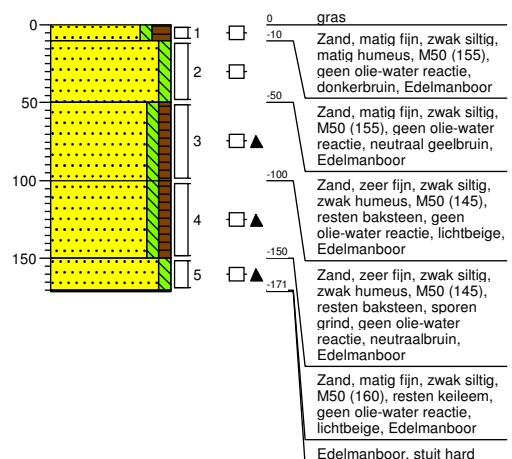 0
gras
0
1
-10
Zand, matig fijn, zwak siltig,
matig humeus, M50 (155),
geen olie-water reactie,
donkerbruin, Edelmanboor
2
50
-50
Zand, matig fijn, zwak siltig,
M50 (155), geen olie-water
reactie, neutraal geelbruin,
Edelmanboor
3
100
-100
Zand, zeer fijn, zwak siltig,
zwak humeus, M50 (145),
resten baksteen, geen
olie-water reactie, lichtbeige,
Edelmanboor
4
150
-150
Zand, zeer fijn, zwak siltig,
zwak humeus, M50 (145),
resten baksteen, sporen
grind, geen olie-water
reactie, neutraalbruin,
Edelmanboor
5
-171
Zand, matig fijn, zwak siltig,
M50 (160), resten keileem,
geen olie-water reactie,
lichtbeige, Edelmanboor
Edelmanboor, stuit hard